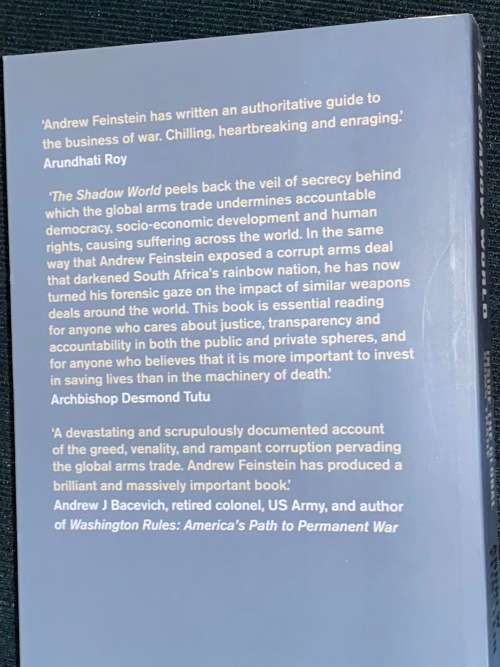 'Andrew Feinstein has written an authoritative guide to
the business of war. Chilling, heartbreaking and enraging.'
Arundhati Roy
'The Shadow World peels back the veil of secrecy behind
which the global arms trade undermines accountable
democracy, socio-economic development and human
rights, causing suffering across the world. In the same
way that Andrew Feinstein exposed a corrupt arms deal
that darkened South Africa's rainbow nation, he has now
turned his forensic gaze on the impact of similar weapons
deals around the world. This book is essential reading
for anyone who cares about justice, transparency and
accountability in both the public and private spheres, and
for anyone who believes that it is more important to invest
in saving lives than in the machinery of death.'
Archbishop Desmond Tutu
'A devastating and scrupulously documented account
of the greed, venality, and rampant corruption pervading
the global arms trade. Andrew Feinstein has produced a
brilliant and massively important book.'
Andrew J Bacevich, retired colonel, US Army, and author
of Washington Rules: America's Path to Permanent War
THE SHADOW WORLD